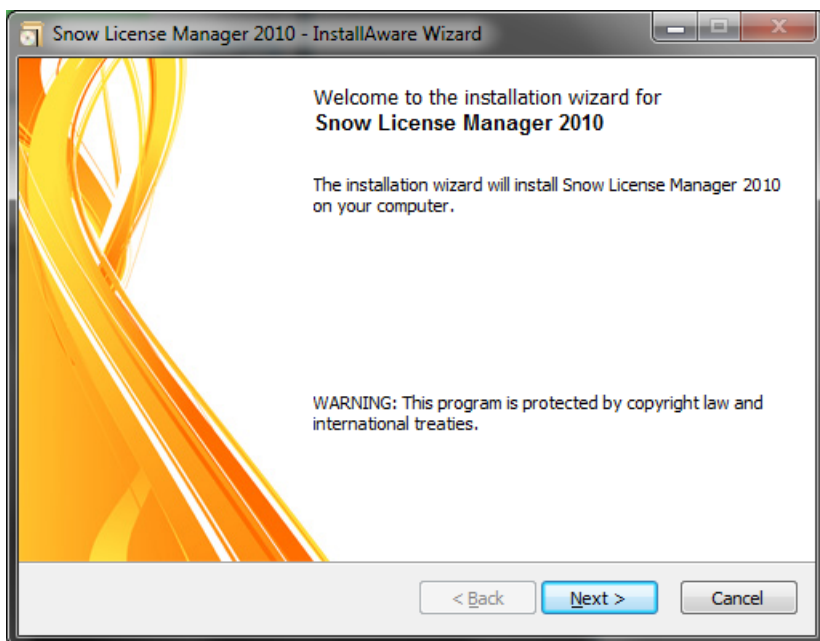 Snow License Manager 2010 - InstallAware Wizard
Welcome to the installation wizard for
Snow License Manager 2010
The installation wizard will install Snow License Manager 2010
on your computer.
WARNING: This program is protected by copyright law and
international treaties.
< Back
Next >
Cancel